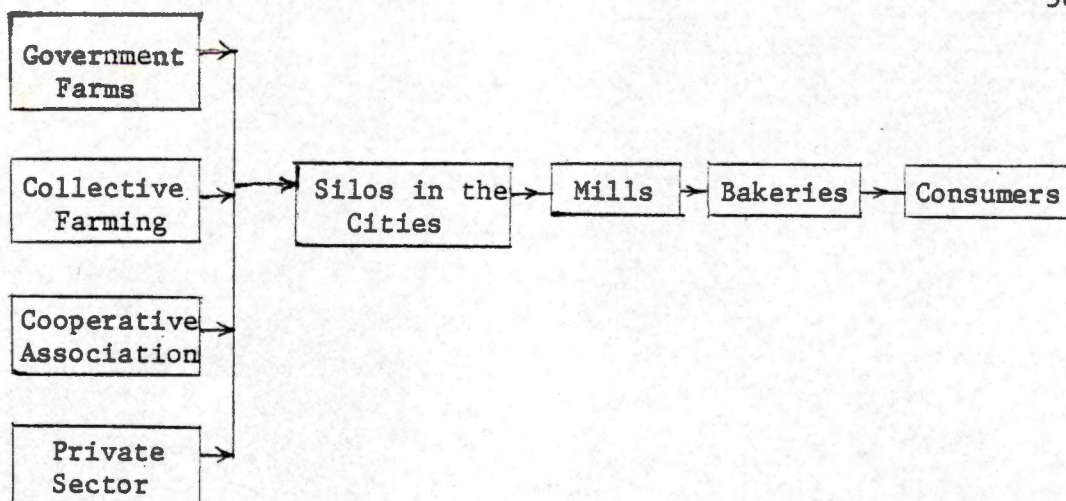 Government
Farms
Collective
Farming
Cooperative
Association
Private
Sector
Silos in the
Cities
Mills
Bakeries
Consumers